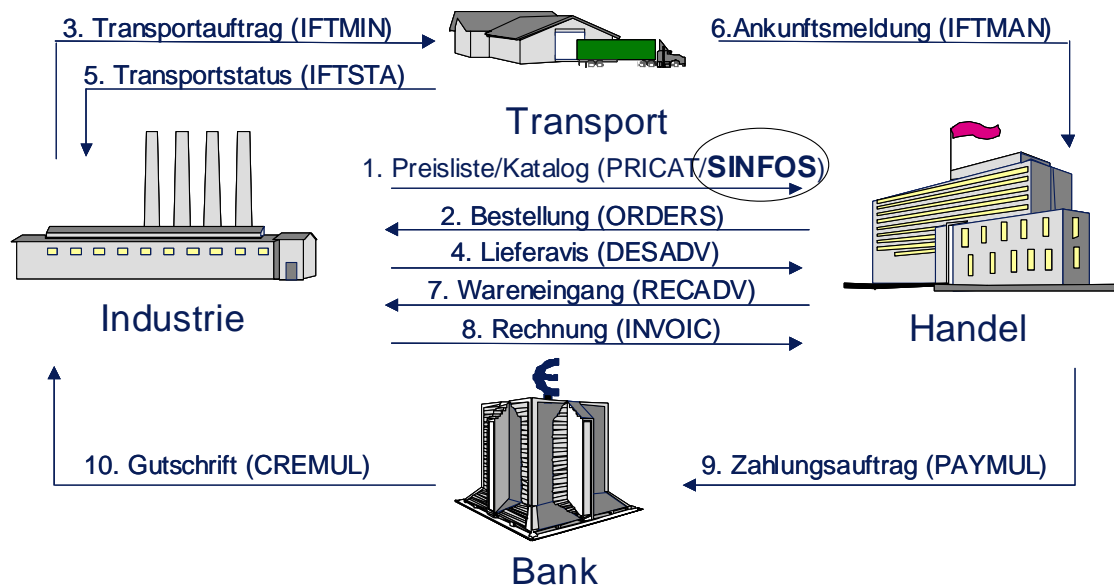 3. Transportauftrag (IFTMIN)
6.Ankunftsmeldung (IFTMAN)
5. Transportstatus (IFTSTA)
Transport
1. Preisliste/Katalog (PRICAT/SINFOS)
2. Bestellung (ORDERS)
4. Lieferavis (DESADV)
7. Wareneingang (RECADV)
Industrie
8. Rechnung (INVOIC)
Handel
€
10. Gutschrift (CREMUL)
9. Zahlungsauftrag (PAYMUL)
Bank